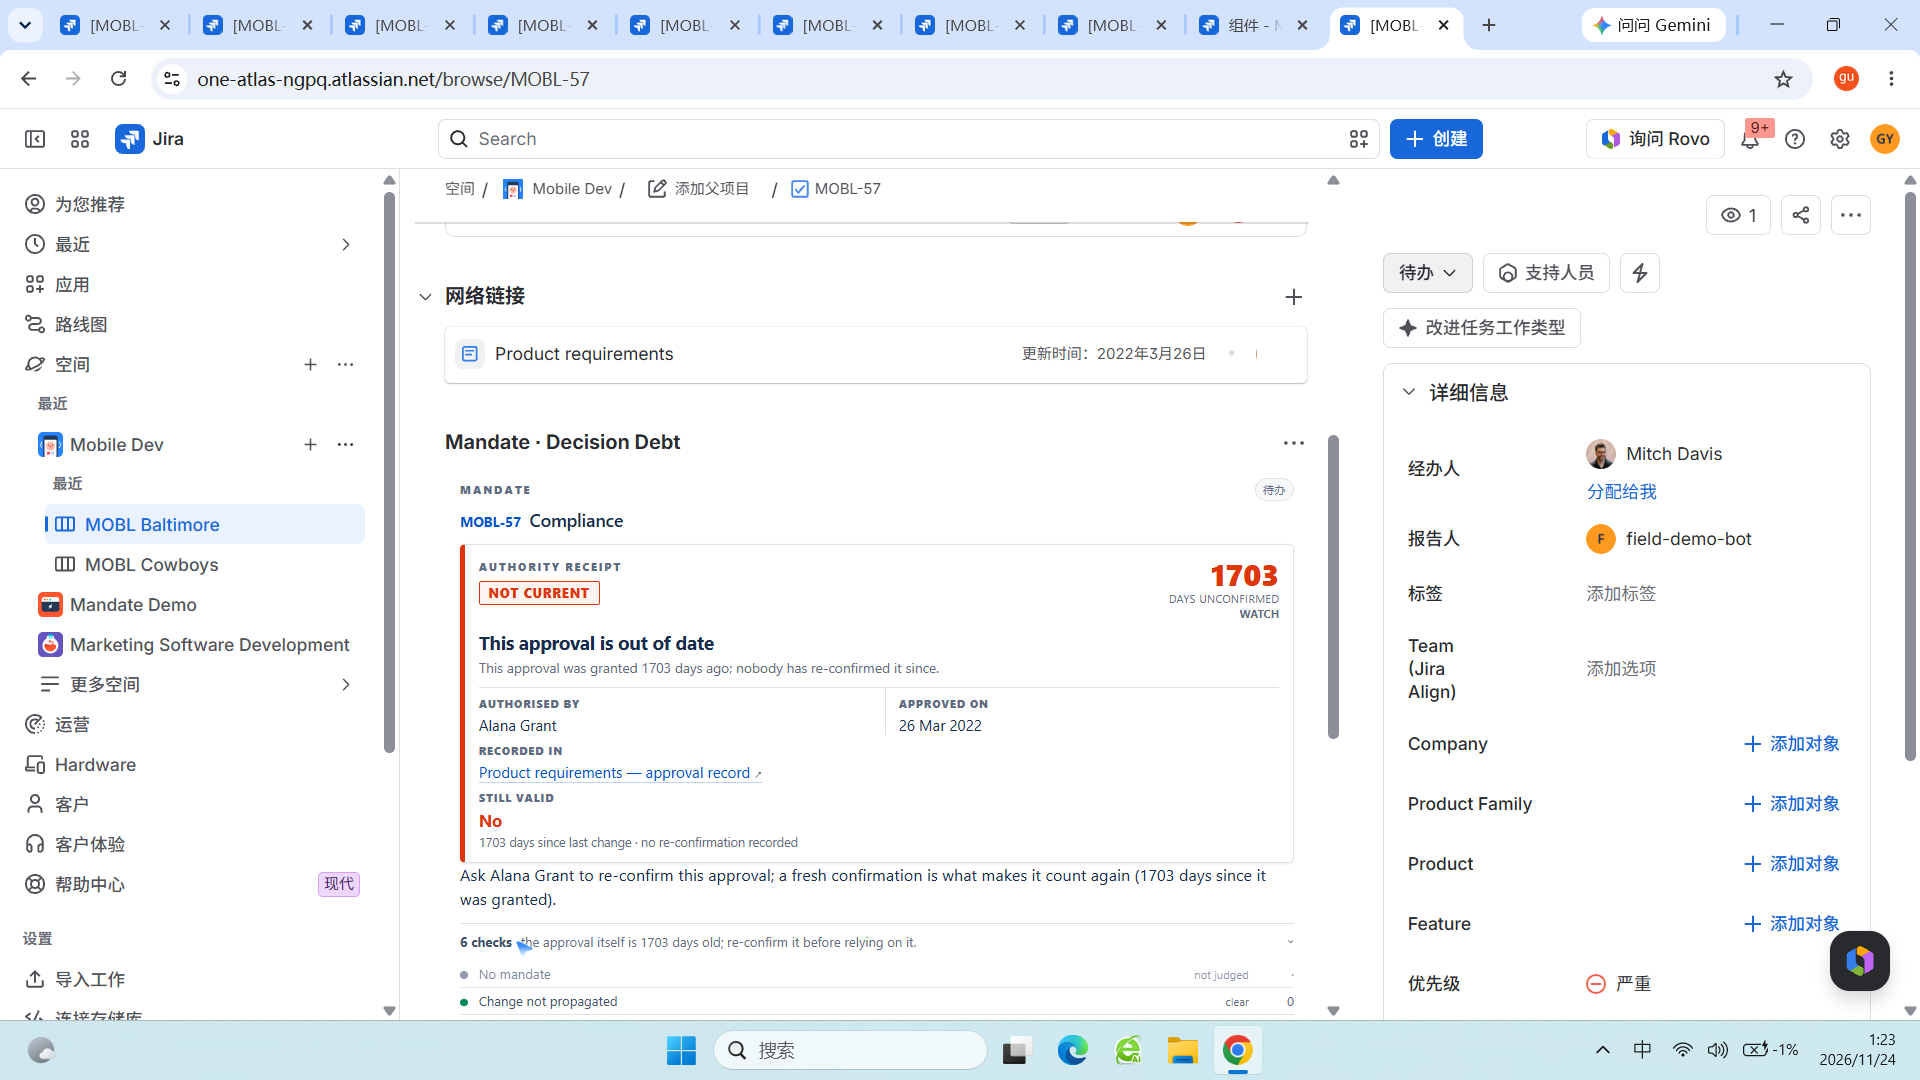 [MOBL-
[MOBL-
[MOBL-
[MOBL-
[MOBL-
[MOBL-
[MOBL-
[MOBL-
组件 -
[MOBL-
问问 Gemini
one-atlas-ngpq.atlassian.net/browse/MOBL-57
gu
Jira
Search
创建
询问 Rovo
9+
GY
为您推荐
最近
应用
路线图
空间
最近
Mobile Dev
最近
MOBL Baltimore
MOBL Cowboys
Mandate Demo
Marketing Software Development
更多空间
运营
Hardware
客户
客户体验
帮助中心
现代
设置
导入工作
连接存储库
空间 / Mobile Dev / 添加父项目 / MOBL-57
网络链接
Product requirements
更新时间：2022年3月26日
Mandate · Decision Debt
MANDATE
待办
MOBL-57 Compliance
AUTHORITY RECEIPT
NOT CURRENT
1703
DAYS UNCONFIRMED
WATCH
This approval is out of date
This approval was granted 1703 days ago; nobody has re-confirmed it since.
AUTHORISED BY
Alana Grant
APPROVED ON
26 Mar 2022
RECORDED IN
Product requirements — approval record ↗
STILL VALID
No
1703 days since last change · no re-confirmation recorded
Ask Alana Grant to re-confirm this approval; a fresh confirmation is what makes it count again (1703 days since it
was granted).
6 checks the approval itself is 1703 days old; re-confirm it before relying on it.
No mandate
not judged ·
Change not propagated
clear 0
1
待办
支持人员
改进任务工作类型
详细信息
经办人
Mitch Davis
分配给我
报告人
F
field-demo-bot
标签
添加标签
Team
(Jira
Align)
添加选项
Company
添加对象
Product Family
添加对象
Product
添加对象
Feature
添加对象
优先级
严重
搜索
中
-1%
1:23
2026/11/24